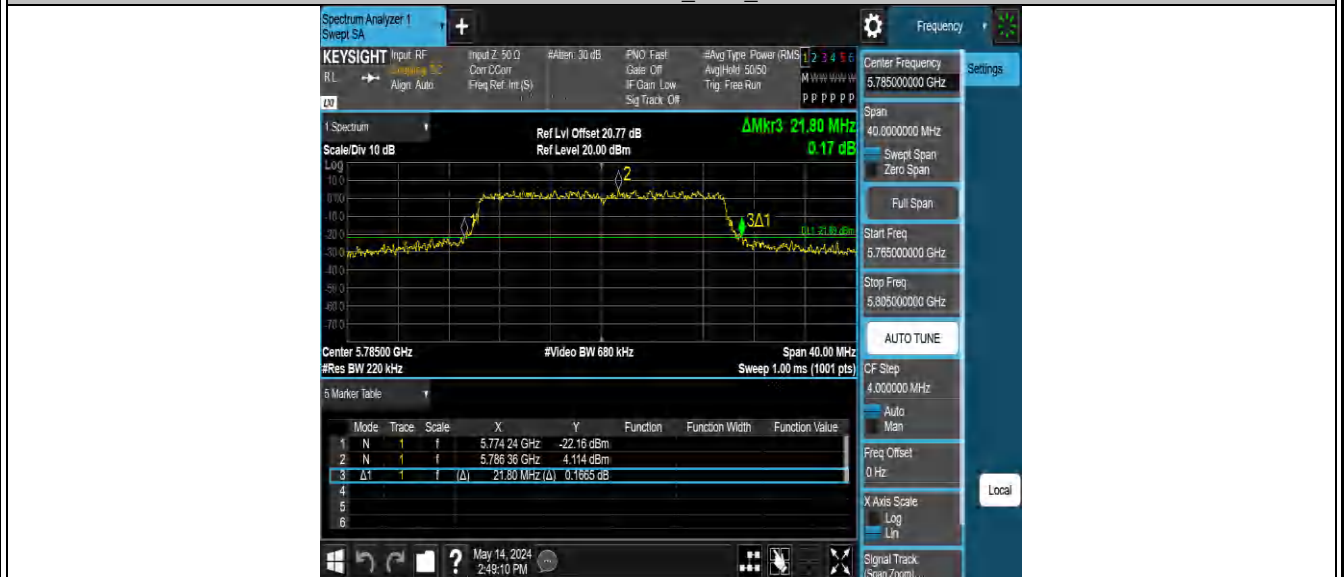 Spectrum Analyzer 1
Swept SA
+
Frequency
KEYSIGHT Input: RF Input Z: 50 Ω #Atten: 30 dB PNO: Fast #Avg Type: Power (RMS 1 2 3 4 5 6
RL Corr CCorr Gate: Off Avg|Hold: 50/50 M W W W W W
Align: Auto Freq Ref: Int (S) IF Gain: Low Trig: Free Run
LXI Sig Track: Off P P P P P P
Settings
Center Frequency
5.785000000 GHz
Span
40.0000000 MHz
Swept Span
Zero Span
Full Span
Start Freq
5.765000000 GHz
Stop Freq
5.805000000 GHz
AUTO TUNE
CF Step
4.000000 MHz
Auto
Man
Freq Offset
0 Hz
X Axis Scale
Log
Lin
Signal Track
(Span Zoom)
Local
1 Spectrum
Scale/Div 10 dB
Ref Lvl Offset 20.77 dB
Ref Level 20.00 dBm
ΔMkr3 21.80 MHz
0.17 dB
Log
10.0
0.00
-10.0
-20.0
-30.0
-40.0
-50.0
-60.0
-70.0
1
2
3Δ1
Center 5.78500 GHz #Video BW 680 kHz Span 40.00 MHz
#Res BW 220 kHz Sweep 1.00 ms (1001 pts)
5 Marker Table
Mode Trace Scale X Y Function Function Width Function Value
1 N 1 f 5.774 24 GHz -22.16 dBm
2 N 1 f 5.786 36 GHz 4.114 dBm
3 Δ1 1 f (Δ) 21.80 MHz (Δ) 0.1665 dB
4
5
6
? May 14, 2024
2:49:10 PM